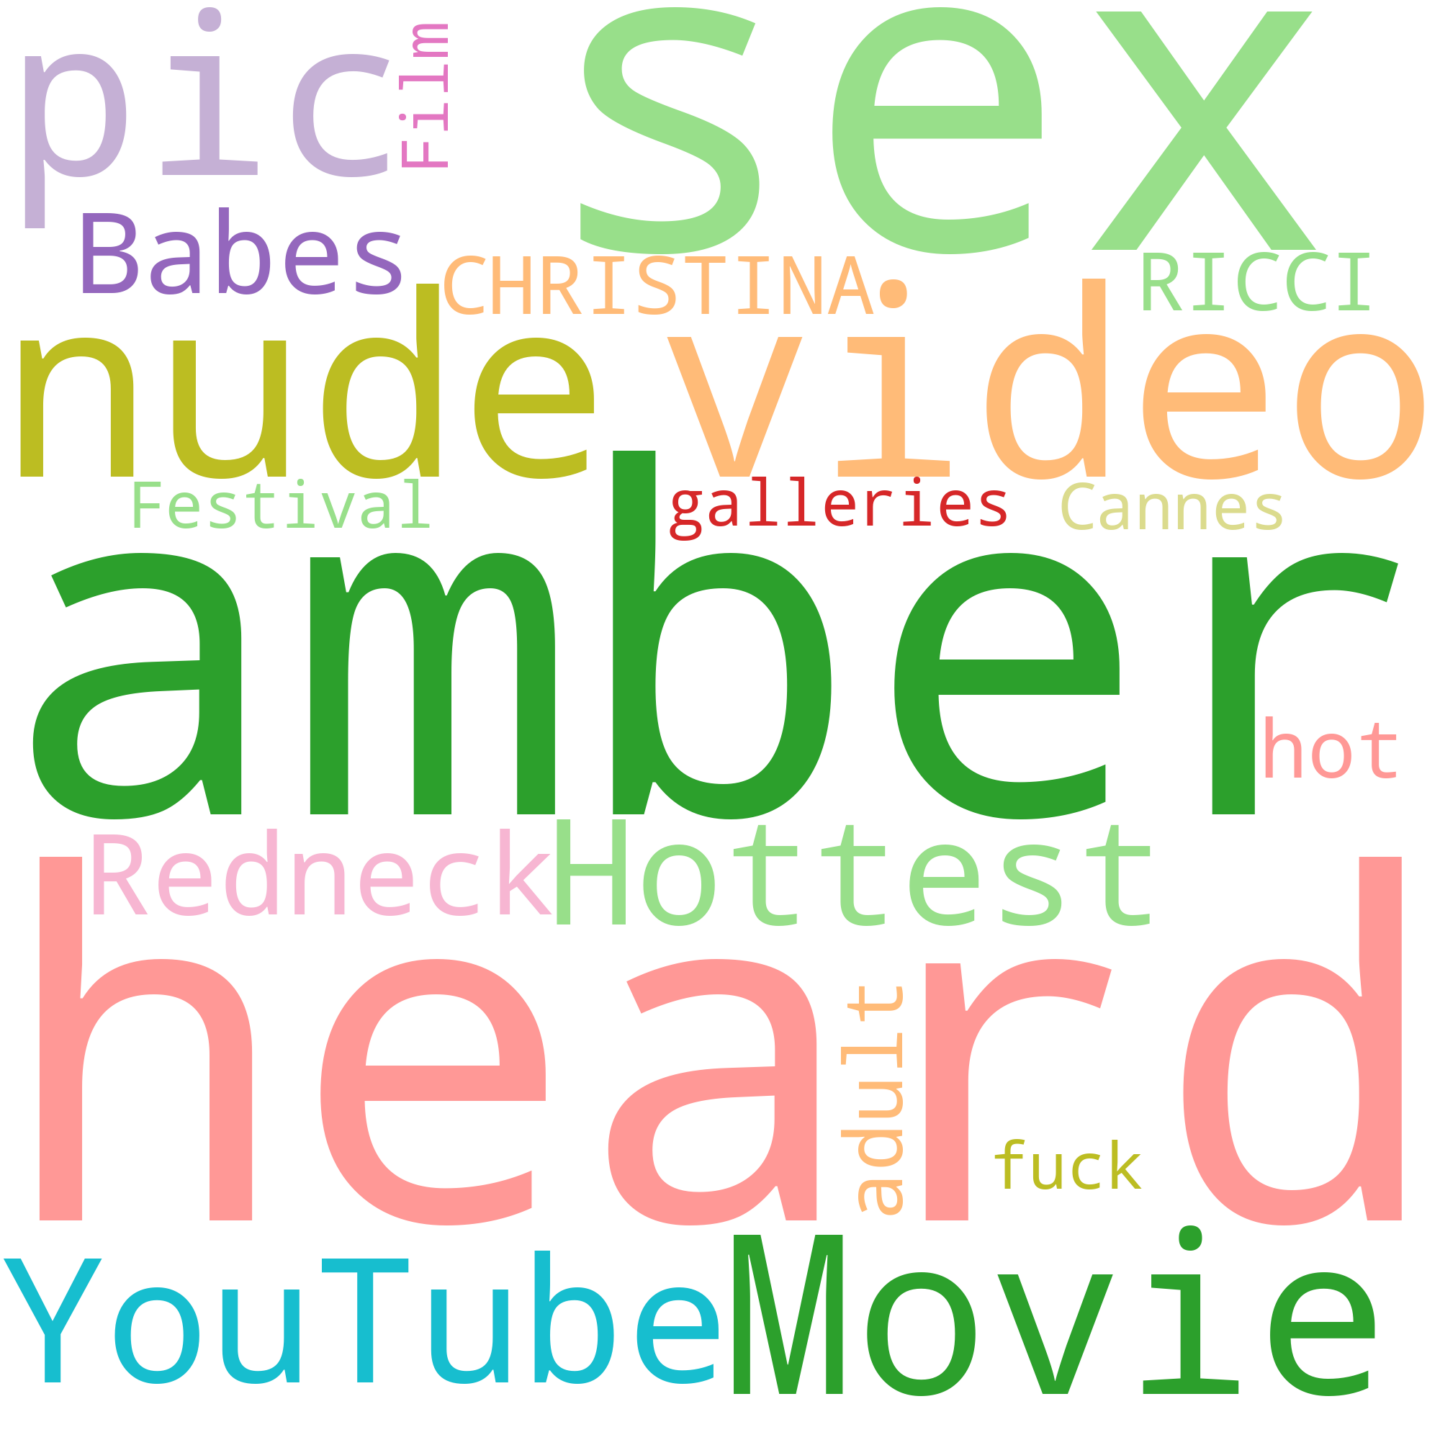 pic
Film
sex
Babes
CHRISTINA
RICCI
nude
video
Festival
galleries
Cannes
amber
hot
Redneck
Hottest
heard
adult
fuck
YouTube
Movie